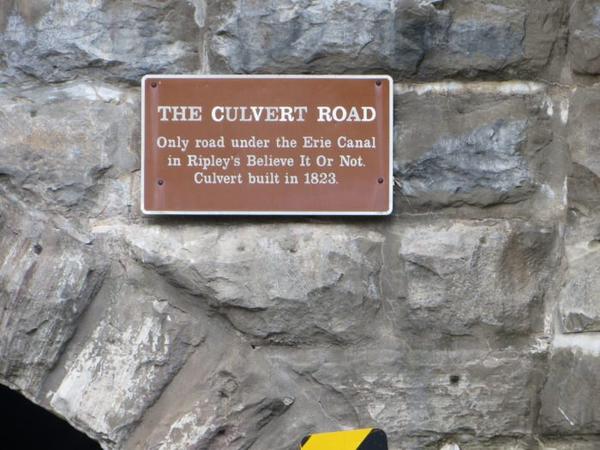 THE CULVERT ROAD
Only road under the Erie Canal
in Ripley's Believe It Or Not.
Culvert built in 1823.